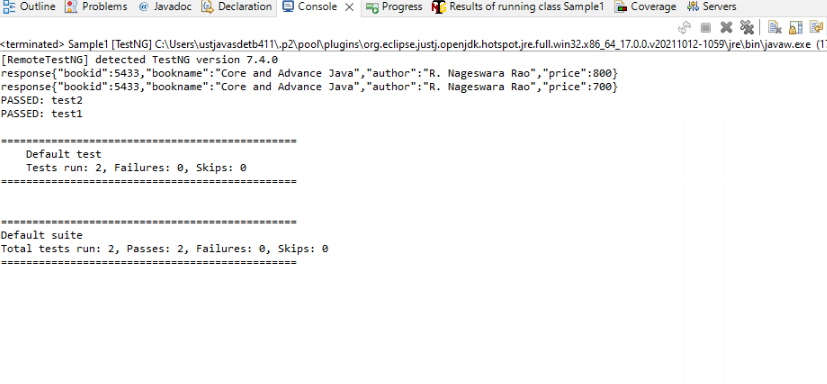 Outline Problems @ Javadoc Declaration Console Progress Results of running class Sample1 Coverage Servers
<terminated> Sample1 [TestNG] C:\Users\ustjavasdetb411\.p2\pool\plugins\org.eclipse.justj.openjdk.hotspot.jre.full.win32.x86_64_17.0.0.v20211012-1059\jre\bin\javaw.exe (17
[RemoteTestNG] detected TestNG version 7.4.0
response{"bookid":5433,"bookname":"Core and Advance Java","author":"R. Nageswara Rao","price":800}
response{"bookid":5433,"bookname":"Core and Advance Java","author":"R. Nageswara Rao","price":700}
PASSED: test2
PASSED: test1
===============================================
Default test
Tests run: 2, Failures: 0, Skips: 0
===============================================
===============================================
Default suite
Total tests run: 2, Passes: 2, Failures: 0, Skips: 0
===============================================